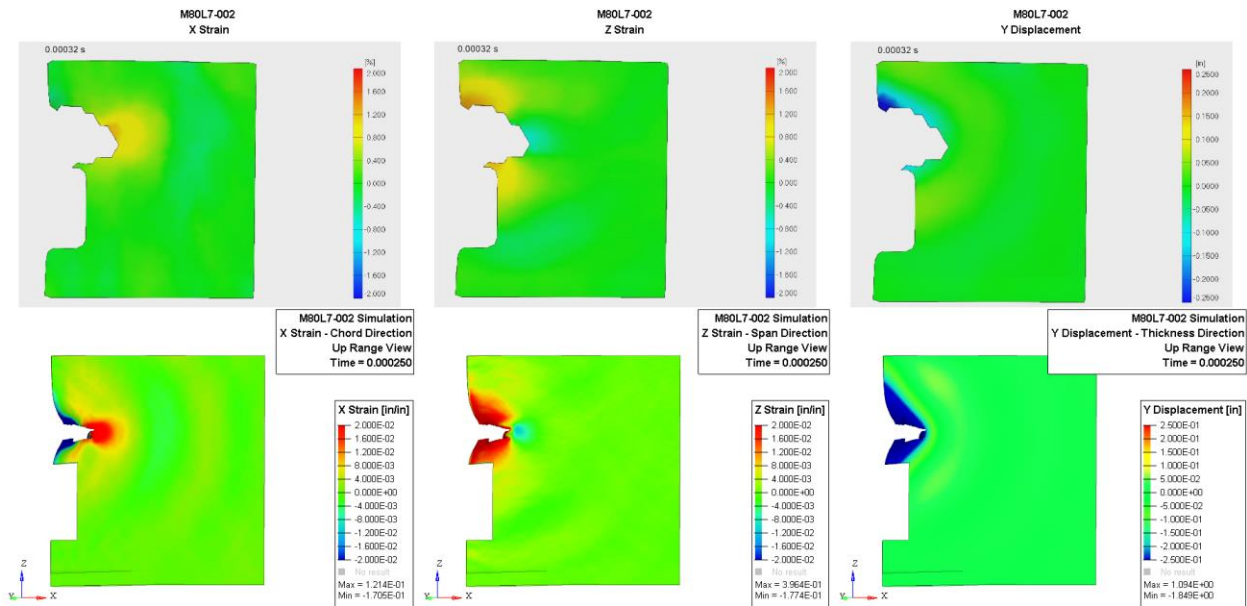 M80L7-002
X Strain
0.00032 s
[%]
2.000
1.600
1.200
0.800
0.400
0.000
-0.400
-0.800
-1.200
-1.600
-2.000
M80L7-002
Z Strain
0.00032 s
[%]
2.000
1.600
1.200
0.800
0.400
0.000
-0.400
-0.800
-1.200
-1.600
-2.000
M80L7-002
Y Displacement
0.00032 s
[in]
0.2500
0.2000
0.1500
0.1000
0.0500
0.0000
-0.0500
-0.1000
-0.1500
-0.2000
-0.2500
M80L7-002 Simulation
X Strain - Chord Direction
Up Range View
Time = 0.000250
X Strain [in/in]
2.000E-02
1.600E-02
1.200E-02
8.000E-03
4.000E-03
0.000E+00
-4.000E-03
-8.000E-03
-1.200E-02
-1.600E-02
-2.000E-02
No result
Max = 1.214E-01
Min = -1.705E-01
Z
Y
X
M80L7-002 Simulation
Z Strain - Span Direction
Up Range View
Time = 0.000250
Z Strain [in/in]
2.000E-02
1.600E-02
1.200E-02
8.000E-03
4.000E-03
0.000E+00
-4.000E-03
-8.000E-03
-1.200E-02
-1.600E-02
-2.000E-02
No result
Max = 3.964E-01
Min = -1.774E-01
Z
Y
X
M80L7-002 Simulation
Y Displacement - Thickness Direction
Up Range View
Time = 0.000250
Y Displacement [in]
2.500E-01
2.000E-01
1.500E-01
1.000E-01
5.000E-02
0.000E+00
-5.000E-02
-1.000E-01
-1.500E-01
-2.000E-01
-2.500E-01
No result
Max = 1.094E+00
Min = -1.849E+00
Z
Y
X